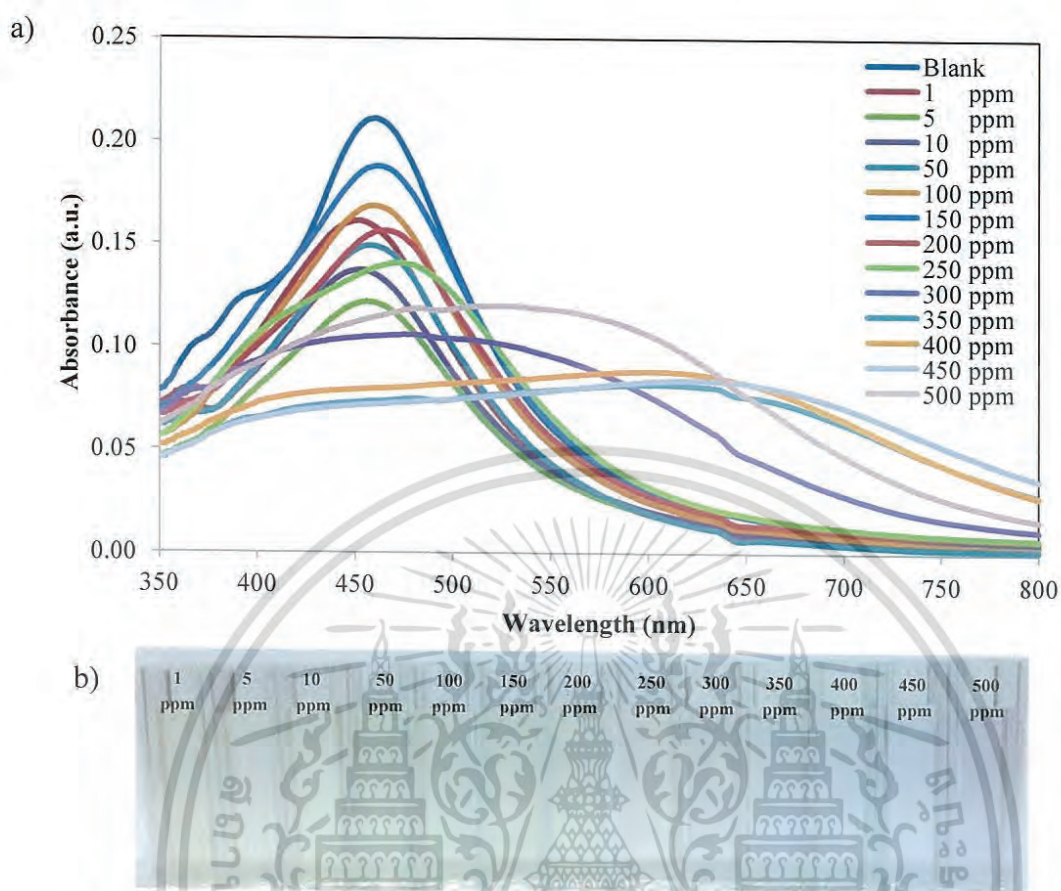 a)
0.25
0.20
0.15
0.10
0.05
0.00
Absorbance (a.u.)
350 400 450 500 550 600 650 700 750 800
Wavelength (nm)
Blank
1 ppm
5 ppm
10 ppm
50 ppm
100 ppm
150 ppm
200 ppm
250 ppm
300 ppm
350 ppm
400 ppm
450 ppm
500 ppm
b)
1 5 10 50 100 150 200 250 300 350 400 450 500
ppm ppm ppm ppm ppm ppm ppm ppm ppm ppm ppm ppm ppm